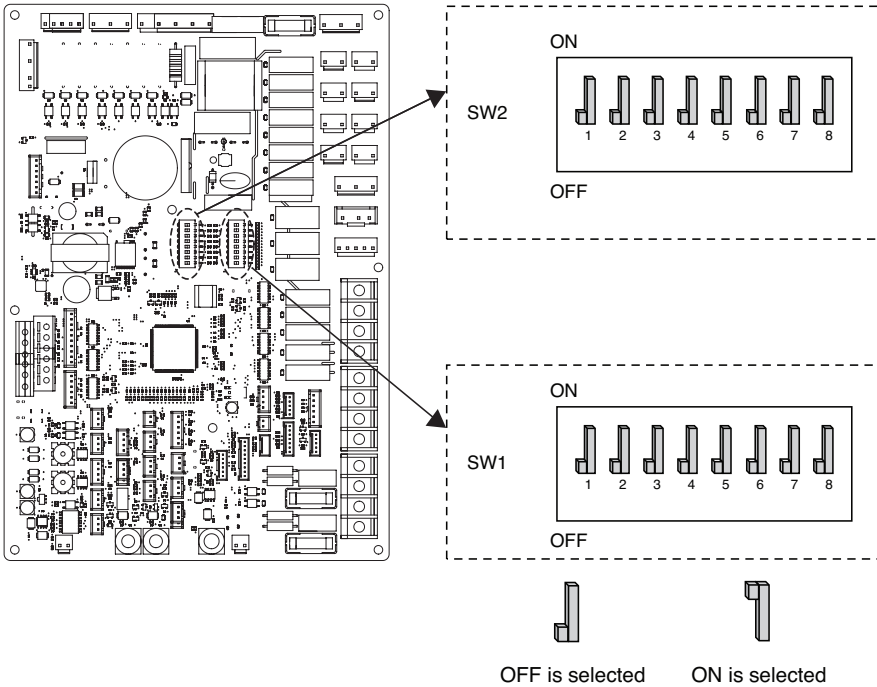 ON
SW2
1 2 3 4 5 6 7 8
OFF
ON
SW1
1 2 3 4 5 6 7 8
OFF
OFF is selected
ON is selected